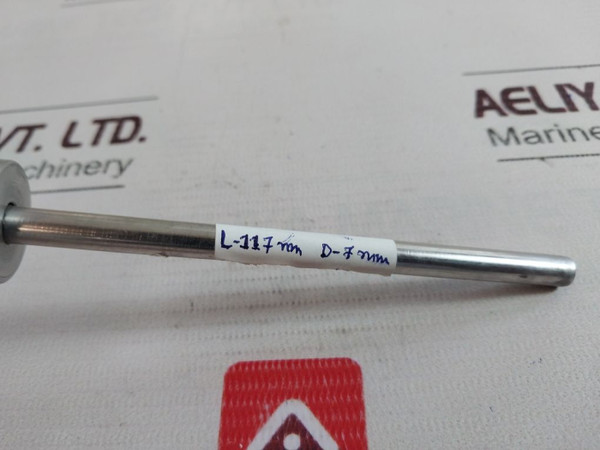 VT. LTD.
chinery
AELIY
Marine
L-117 mm D-7 mm